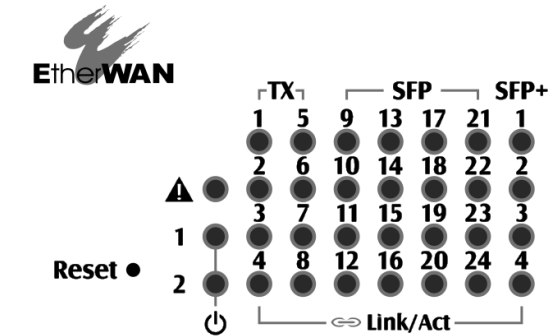 EtherWAN
TX SFP SFP+
1 5 9 13 17 21 1
2 6 10 14 18 22 2
1 3 7 11 15 19 23 3
Reset 2 4 8 12 16 20 24 4
Link/Act